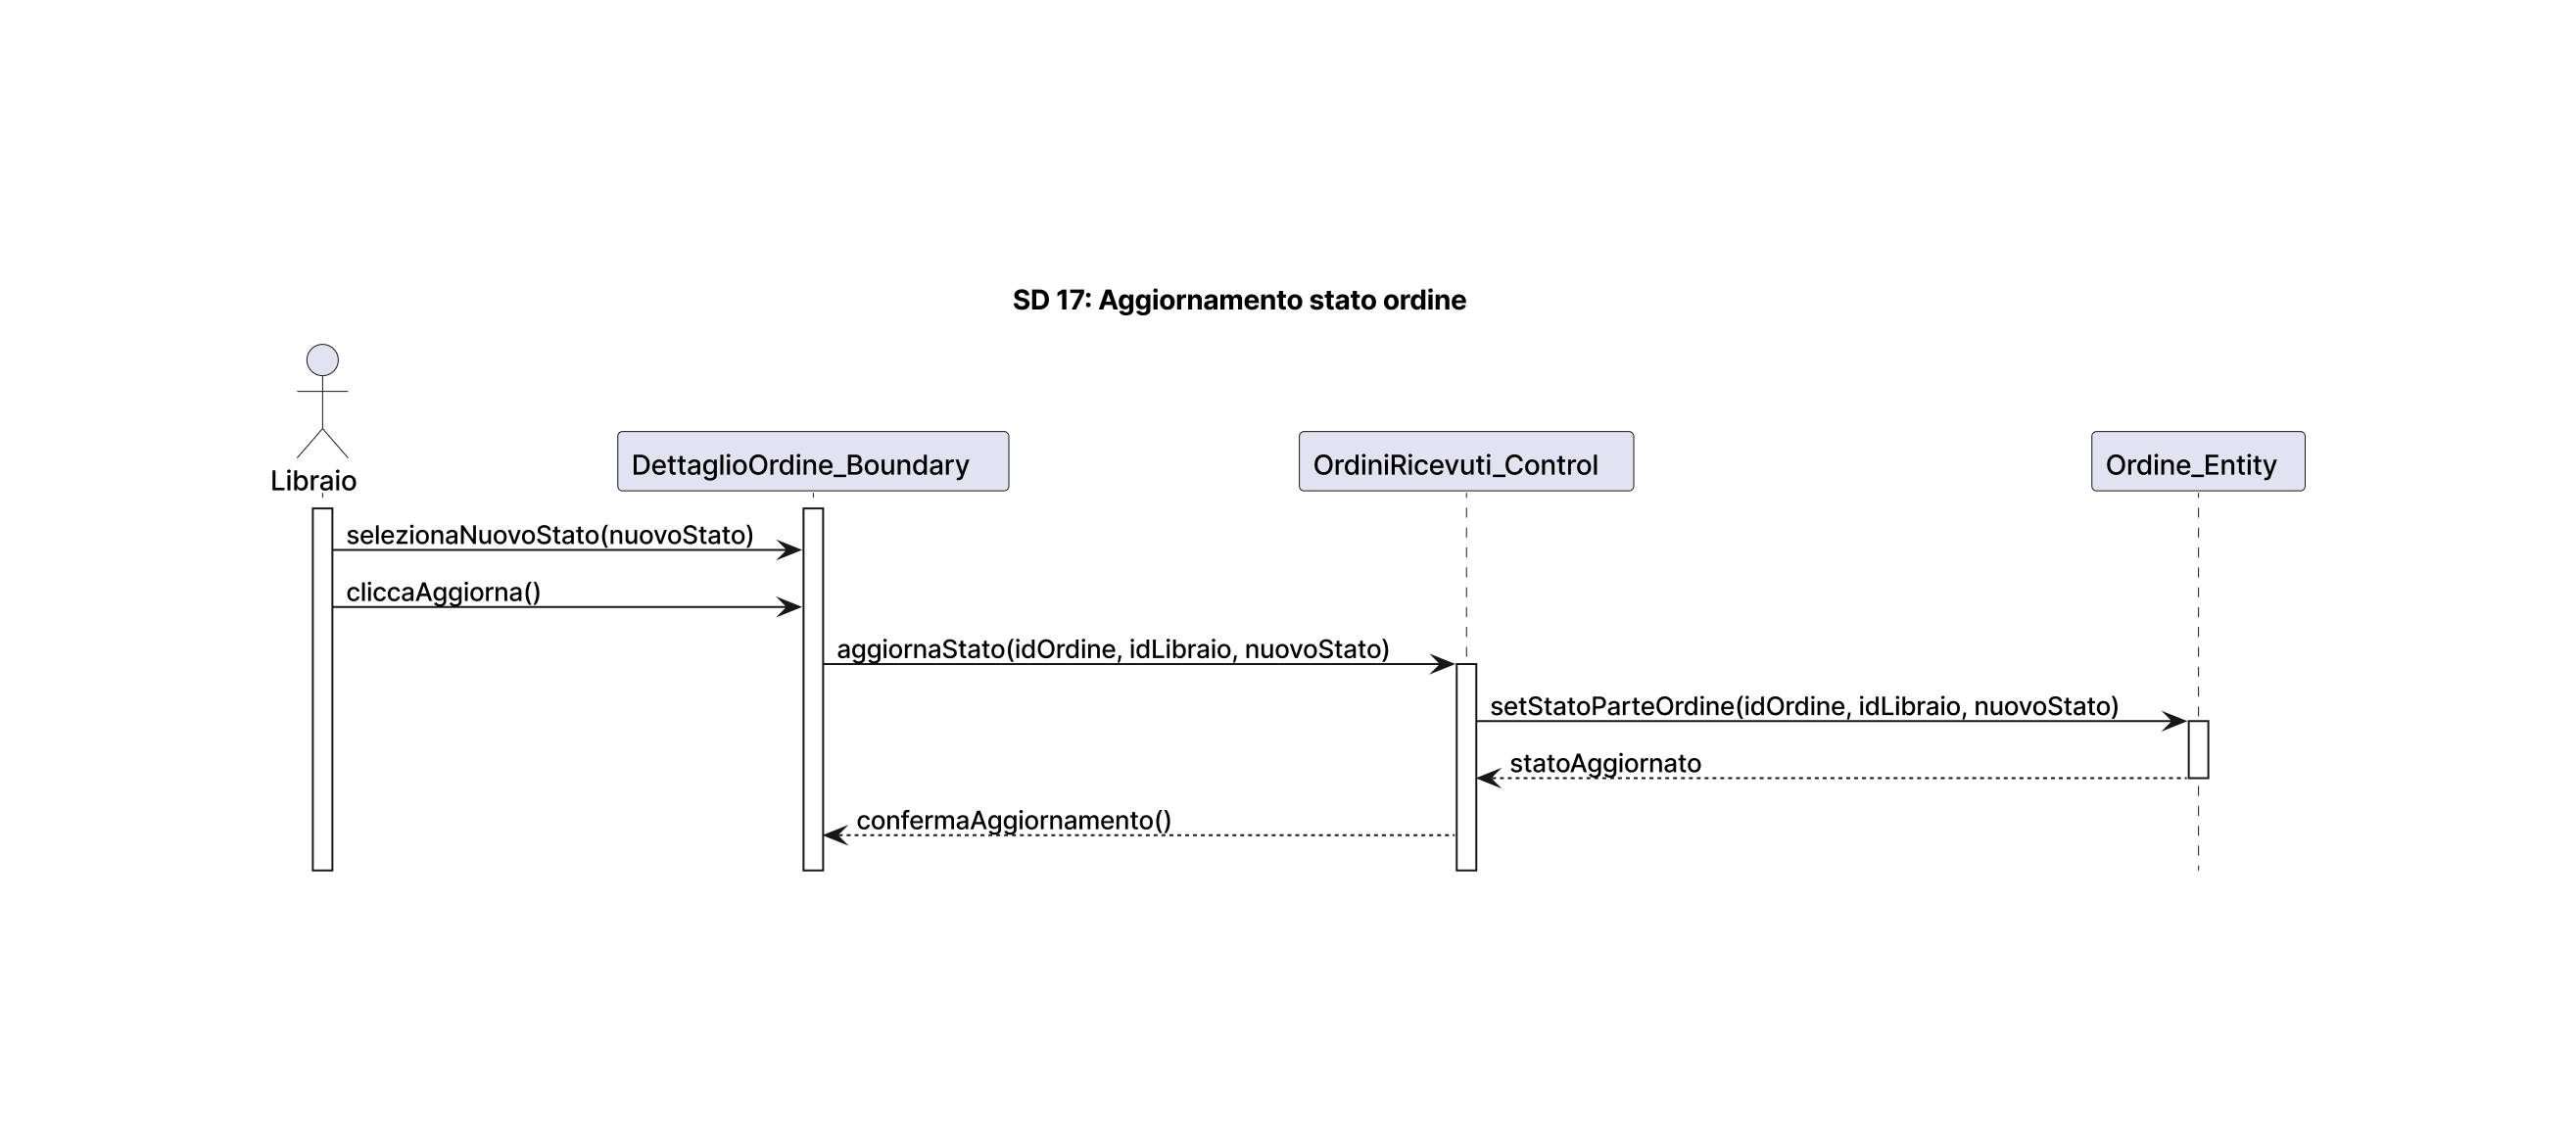 SD 17: Aggiornamento stato ordine
Libraio
DettaglioOrdine_Boundary
OrdiniRicevuti_Control
Ordine_Entity
selezionaNuovoStato(nuovoStato)
cliccaAggiorna()
aggiornaStato(idOrdine, idLibraio, nuovoStato)
setStatoParteOrdine(idOrdine, idLibraio, nuovoStato)
statoAggiornato
confermaAggiornamento()